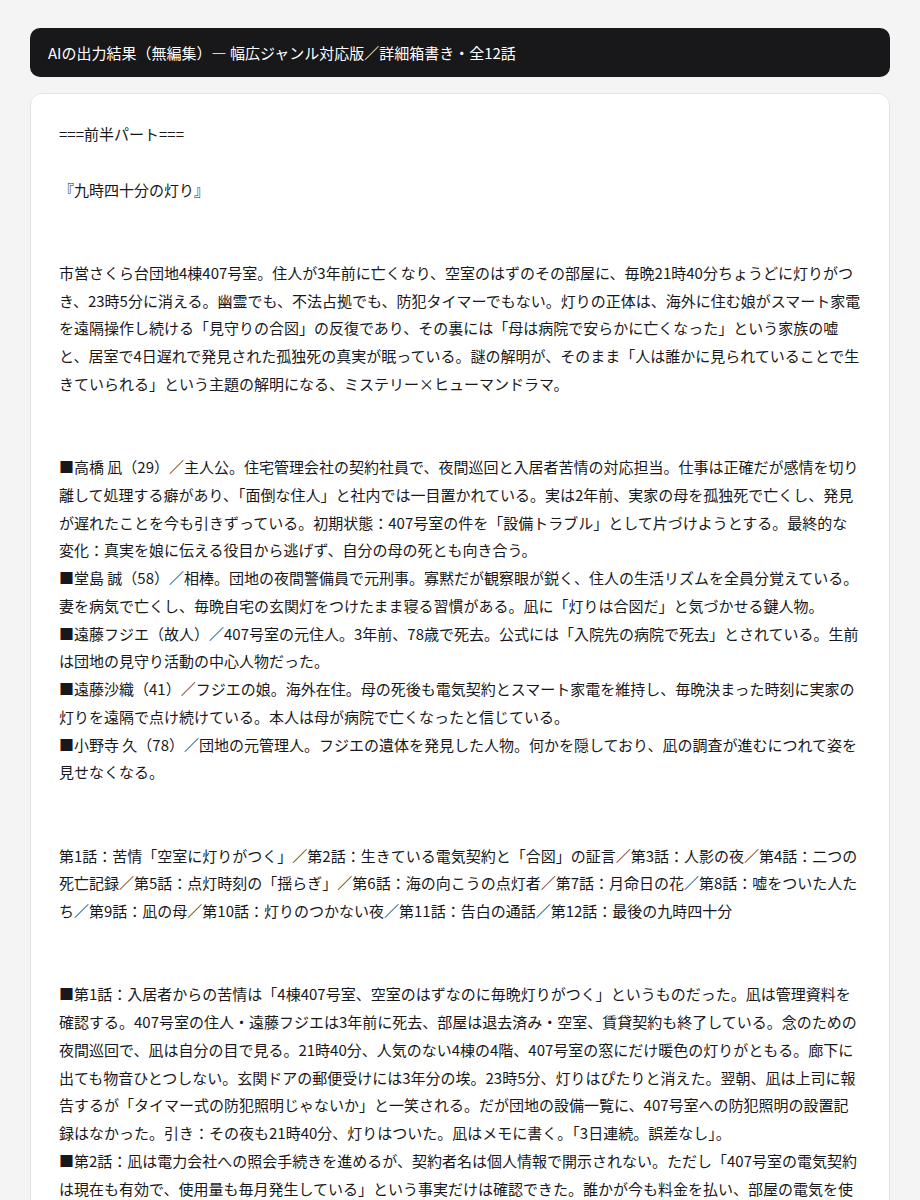 AIの出力結果（無編集）— 幅広ジャンル対応版／詳細箱書き・全12話
===前半パート===
『九時四十分の灯り』
市営さくら台団地4棟407号室。住人が3年前に亡くなり、空室のはずのその部屋に、毎晩21時40分ちょうどに灯りがつ
き、23時5分に消える。幽霊でも、不法占拠でも、防犯タイマーでもない。灯りの正体は、海外に住む娘がスマート家電
を遠隔操作し続ける「見守りの合図」の反復であり、その裏には「母は病院で安らかに亡くなった」という家族の嘘
と、居室で4日遅れで発見された孤独死の真実が眠っている。謎の解明が、そのまま「人は誰かに見られていることで生
きていられる」という主題の解明になる、ミステリー×ヒューマンドラマ。
■高橋 凪（29）／主人公。住宅管理会社の契約社員で、夜間巡回と入居者苦情の対応担当。仕事は正確だが感情を切り
離して処理する癖があり、「面倒な住人」と社内では一目置かれている。実は2年前、実家の母を孤独死で亡くし、発見
が遅れたことを今も引きずっている。初期状態：407号室の件を「設備トラブル」として片づけようとする。最終的な
変化：真実を娘に伝える役目から逃げず、自分の母の死とも向き合う。
■堂島 誠（58）／相棒。団地の夜間警備員で元刑事。寡黙だが観察眼が鋭く、住人の生活リズムを全員分覚えている。
妻を病気で亡くし、毎晩自宅の玄関灯をつけたまま寝る習慣がある。凪に「灯りは合図だ」と気づかせる鍵人物。
■遠藤フジエ（故人）／407号室の元住人。3年前、78歳で死去。公式には「入院先の病院で死去」とされている。生前
は団地の見守り活動の中心人物だった。
■遠藤沙織（41）／フジエの娘。海外在住。母の死後も電気契約とスマート家電を維持し、毎晩決まった時刻に実家の
灯りを遠隔で点け続けている。本人は母が病院で亡くなったと信じている。
■小野寺 久（78）／団地の元管理人。フジエの遺体を発見した人物。何かを隠しており、凪の調査が進むにつれて姿を
見せなくなる。
第1話：苦情「空室に灯りがつく」／第2話：生きている電気契約と「合図」の証言／第3話：人影の夜／第4話：二つの
死亡記録／第5話：点灯時刻の「揺らぎ」／第6話：海の向こうの点灯者／第7話：月命日の花／第8話：嘘をついた人た
ち／第9話：凪の母／第10話：灯りのつかない夜／第11話：告白の通話／第12話：最後の九時四十分
■第1話：入居者からの苦情は「4棟407号室、空室のはずなのに毎晩灯りがつく」というものだった。凪は管理資料を
確認する。407号室の住人・遠藤フジエは3年前に死去、部屋は退去済み・空室、賃貸契約も終了している。念のための
夜間巡回で、凪は自分の目で見る。21時40分、人気のない4棟の4階、407号室の窓にだけ暖色の灯りがともる。廊下に
出ても物音ひとつしない。玄関ドアの郵便受けには3年分の埃。23時5分、灯りはぴたりと消えた。翌朝、凪は上司に報
告するが「タイマー式の防犯照明じゃないか」と一笑される。だが団地の設備一覧に、407号室への防犯照明の設置記
録はなかった。引き：その夜も21時40分、灯りはついた。凪はメモに書く。「3日連続。誤差なし」。
■第2話：凪は電力会社への照会手続きを進めるが、契約者名は個人情報で開示されない。ただし「407号室の電気契約
は現在も有効で、使用量も毎月発生している」という事実だけは確認できた。誰かが今も料金を払い、部屋の電気を使